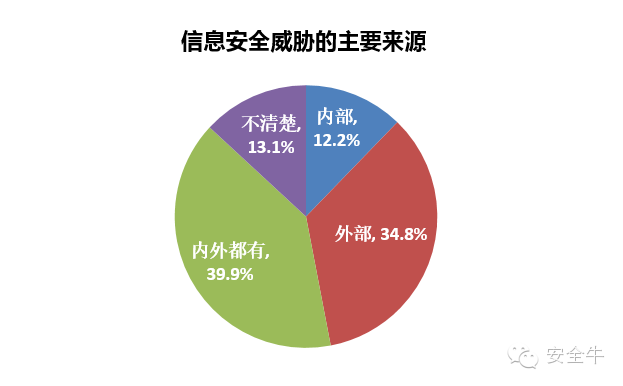 信息安全威胁的主要来源
不清楚,
13.1%
内部,
12.2%
外部, 34.8%
内外都有,
39.9%
安全牛